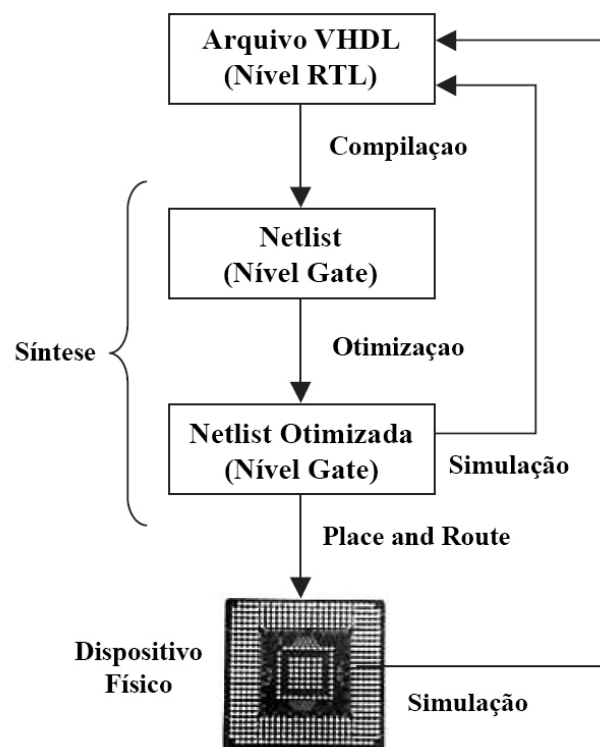 Arquivo VHDL
(Nível RTL)
Compilaçao
Netlist
(Nível Gate)
Síntese
Otimizaçao
Netlist Otimizada
(Nível Gate)
Simulação
Place and Route
Dispositivo
Físico
Simulação